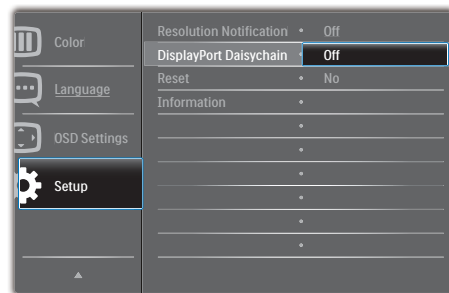 Color
Language
OSD Settings
Setup
Resolution Notification • Off
DisplayPort Daisychain • Off
Reset • No
Information •
•
•
•
•
•
•